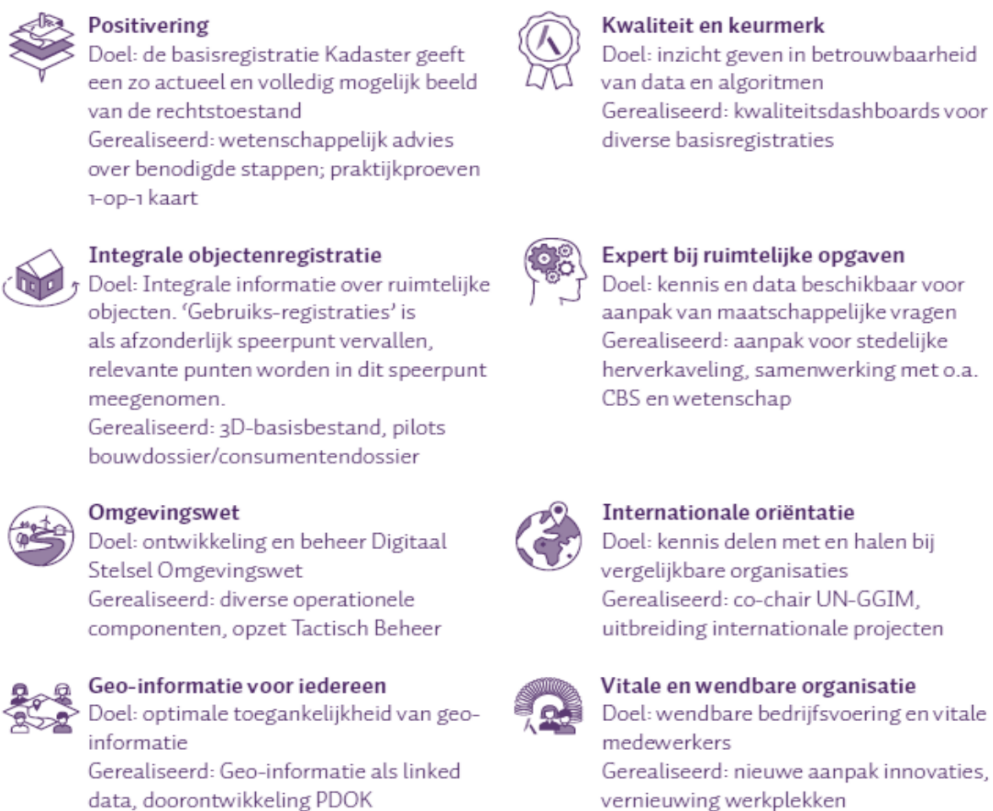 Positivering
Doel: de basisregistratie Kadaster geeft
een zo actueel en volledig mogelijk beeld
van de rechtstoestand
Gerealiseerd: wetenschappelijk advies
over benodigde stappen; praktijkproeven
1-op-1 kaart
Integrale objectenregistratie
Doel: Integrale informatie over ruimtelijke
objecten. ‘Gebruiks-registraties’ is
als afzonderlijk speerpunt vervallen,
relevante punten worden in dit speerpunt
meegenomen.
Gerealiseerd: 3D-basisbestand, pilots
bouwdossier/consumentendossier
Omgevingswet
Doel: ontwikkeling en beheer Digitaal
Stelsel Omgevingswet
Gerealiseerd: diverse operationele
componenten, opzet Tactisch Beheer
Geo-informatie voor iedereen
Doel: optimale toegankelijkheid van geo-
informatie
Gerealiseerd: Geo-informatie als linked
data, doorontwikkeling PDOK
Kwaliteit en keurmerk
Doel: inzicht geven in betrouwbaarheid
van data en algoritmen
Gerealiseerd: kwaliteitsdashboards voor
diverse basisregistraties
Expert bij ruimtelijke opgaven
Doel: kennis en data beschikbaar voor
aanpak van maatschappelijke vragen
Gerealiseerd: aanpak voor stedelijke
herverkaveling, samenwerking met o.a.
CBS en wetenschap
Internationale oriëntatie
Doel: kennis delen met en halen bij
vergelijkbare organisaties
Gerealiseerd: co-chair UN-GGIM,
uitbreiding internationale projecten
Vitale en wendbare organisatie
Doel: wendbare bedrijfsvoering en vitale
medewerkers
Gerealiseerd: nieuwe aanpak innovaties,
vernieuwing werkplekken